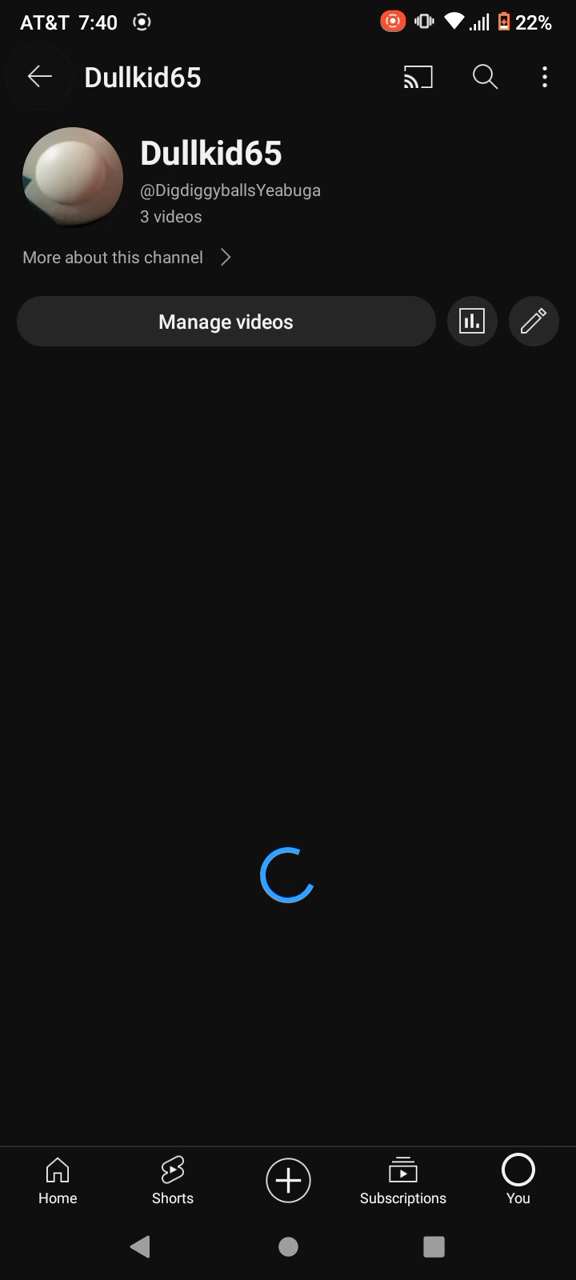 AT&T 7:40 22%
Dullkid65
Dullkid65
@DigdiggyballsYeabuga
3 videos
More about this channel
Manage videos
Home Shorts Subscriptions You